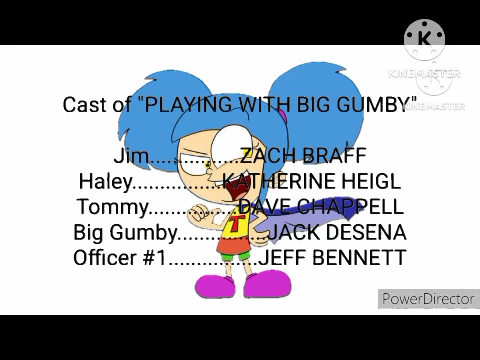 K
KINEMASTER
KINEMASTER
Cast of "PLAYING WITH BIG GUMBY"
Jim...............ZACH BRAFF
Haley...............KATHERINE HEIGL
Tommy...............DAVE CHAPPELL
Big Gumby...............JACK DESENA
Officer #1...............JEFF BENNETT
T
PowerDirector